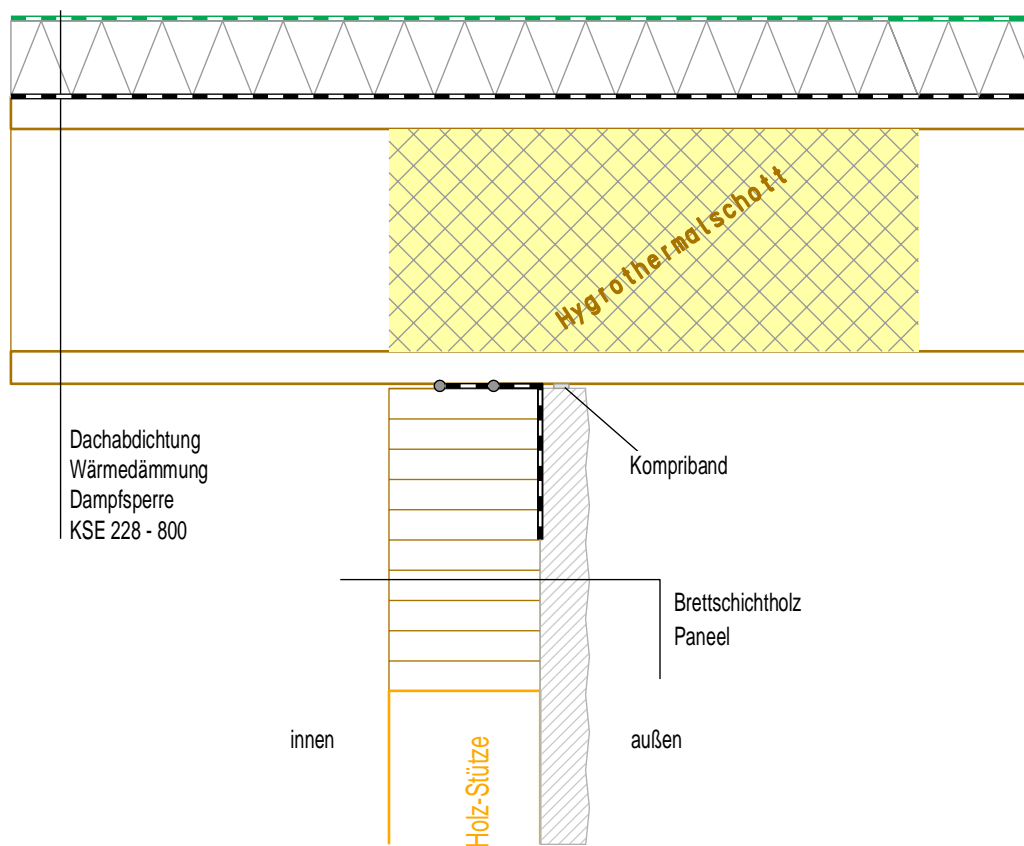 Hygrothermalschott
Dachabdichtung
Wärmedämmung
Dampfsperre
KSE 228 - 800
Kompriband
Brettschichtholz
Paneel
innen
außen
Holz-Stütze